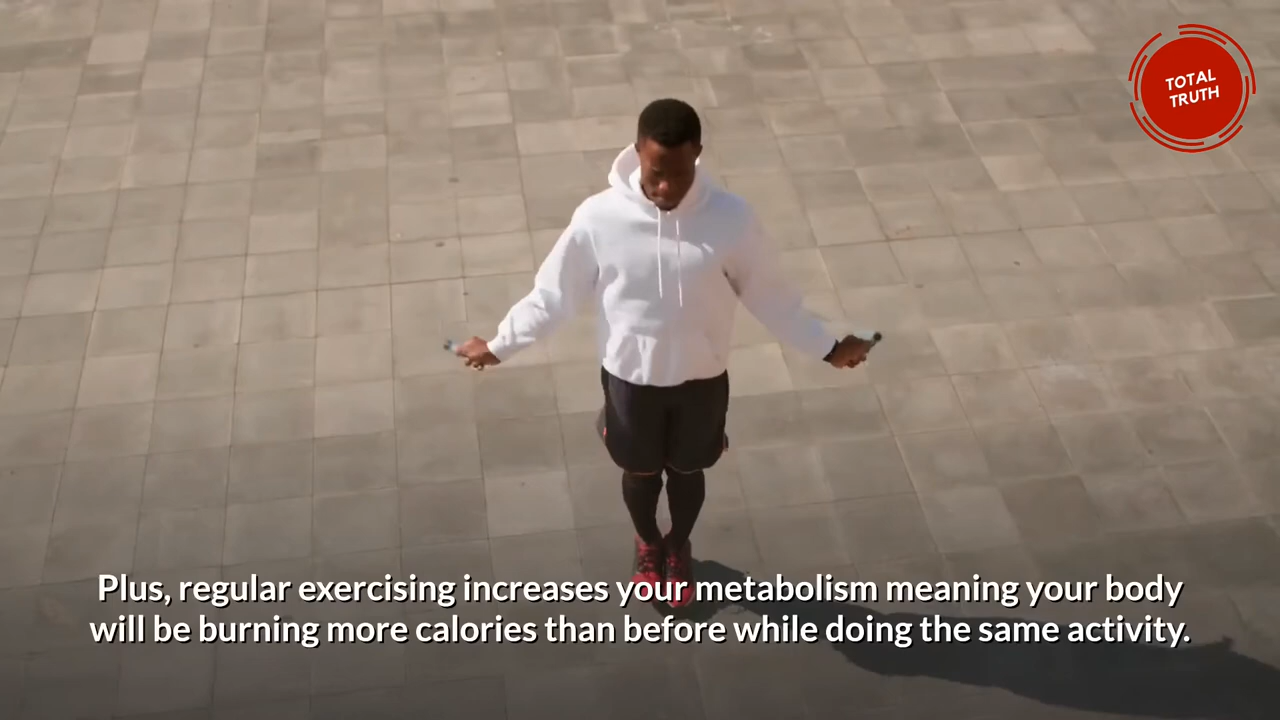 TOTAL
TRUTH
Plus, regular exercising increases your metabolism meaning your body
will be burning more calories than before while doing the same activity.